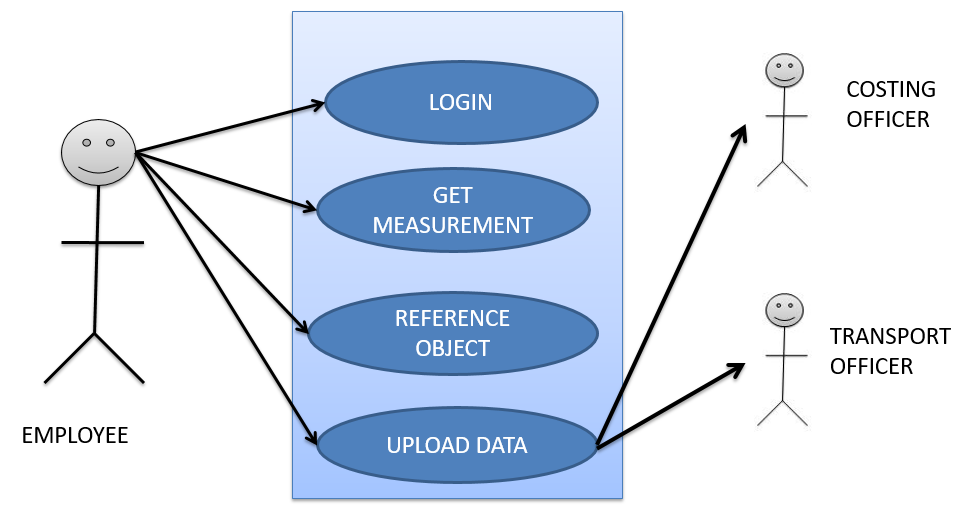 LOGIN
GET
MEASUREMENT
REFERENCE
OBJECT
UPLOAD DATA
EMPLOYEE
COSTING
OFFICER
TRANSPORT
OFFICER